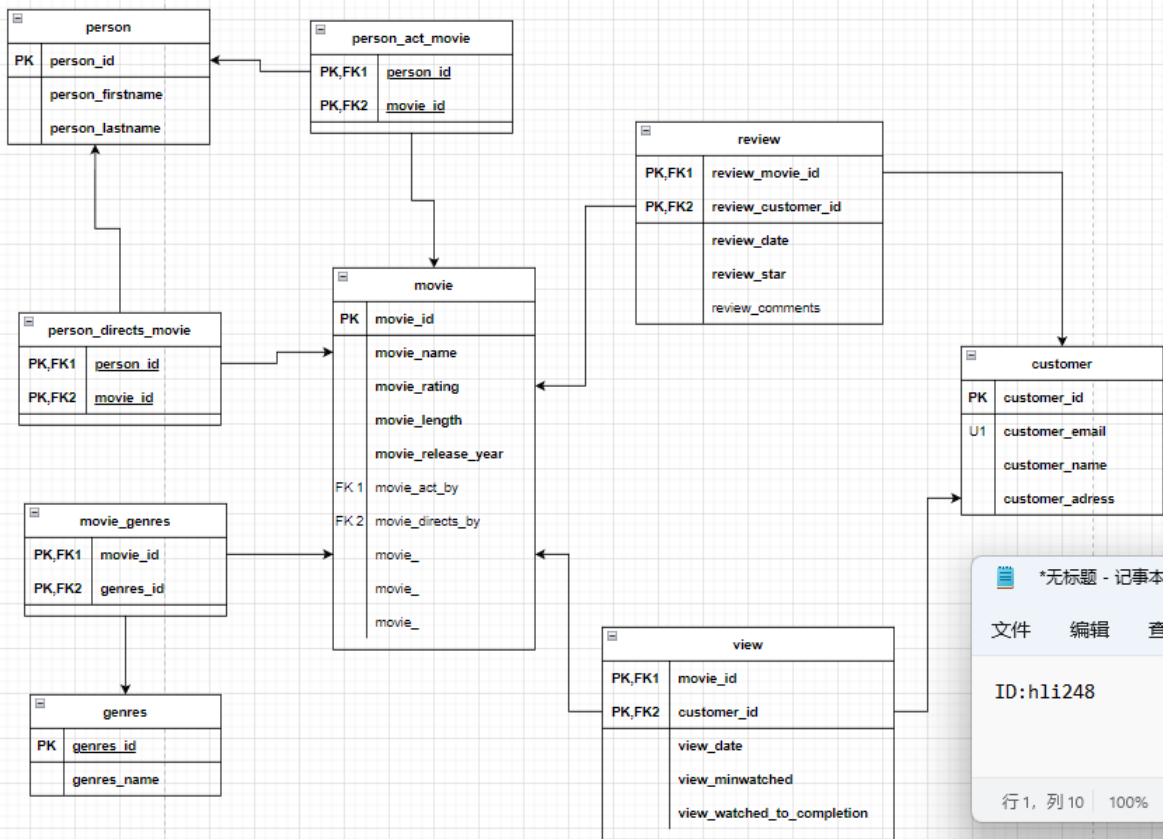 person
PK person_id
person_firstname
person_lastname
person_act_movie
PK,FK1 person_id
PK,FK2 movie_id
review
PK,FK1 review_movie_id
PK,FK2 review_customer_id
review_date
review_star
review_comments
person_directs_movie
PK,FK1 person_id
PK,FK2 movie_id
movie
PK movie_id
movie_name
movie_rating
movie_length
movie_release_year
FK 1 movie_act_by
FK 2 movie_directs_by
movie_
movie_
movie_
customer
PK customer_id
U1 customer_email
customer_name
customer_adress
movie_genres
PK,FK1 movie_id
PK,FK2 genres_id
genres
PK genres_id
genres_name
view
PK,FK1 movie_id
PK,FK2 customer_id
view_date
view_minwatched
view_watched_to_completion
*无标题 - 记事本
文件 编辑 查
ID:hli248
行 1, 列 10 100%